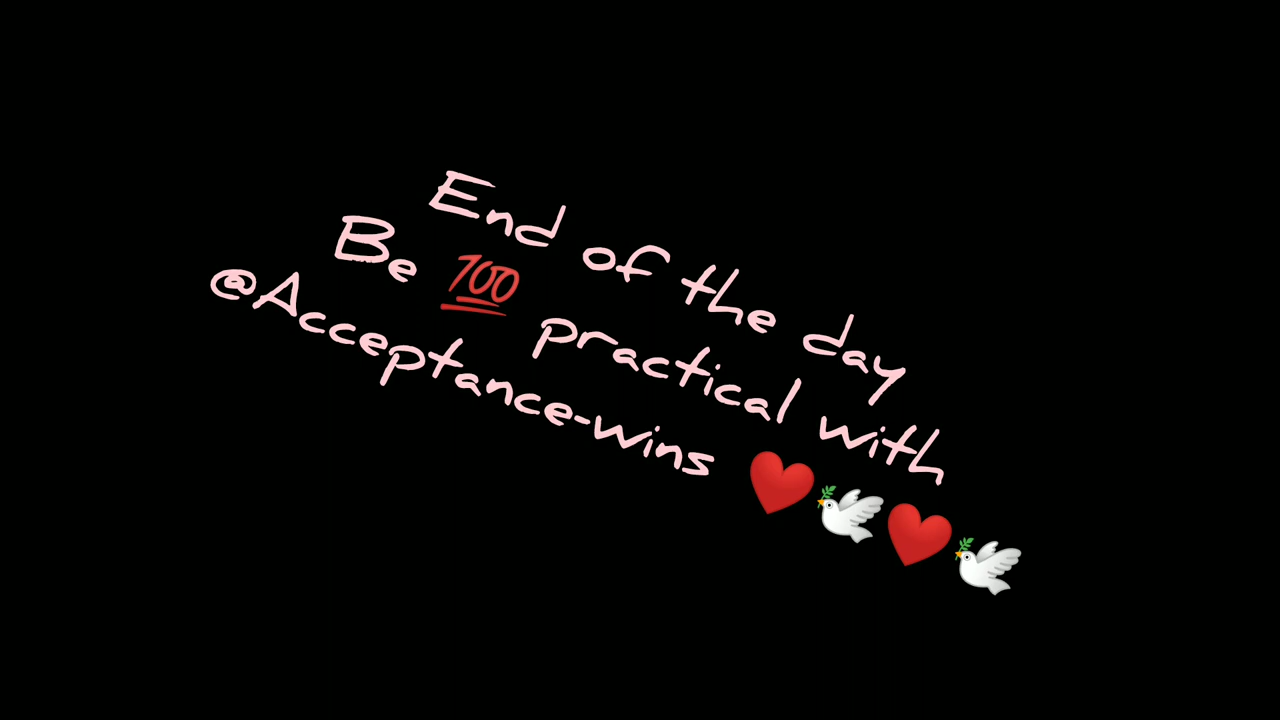 End of the day
Be 💯 practical with
@Acceptance-wins ❤️🕊️❤️🕊️